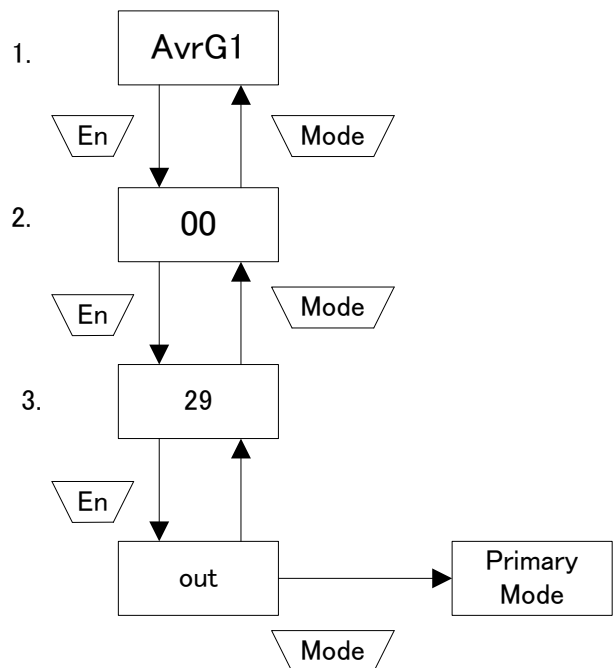 1.
AvrG1
En
Mode
2.
00
En
Mode
3.
29
En
out
Primary
Mode
Mode